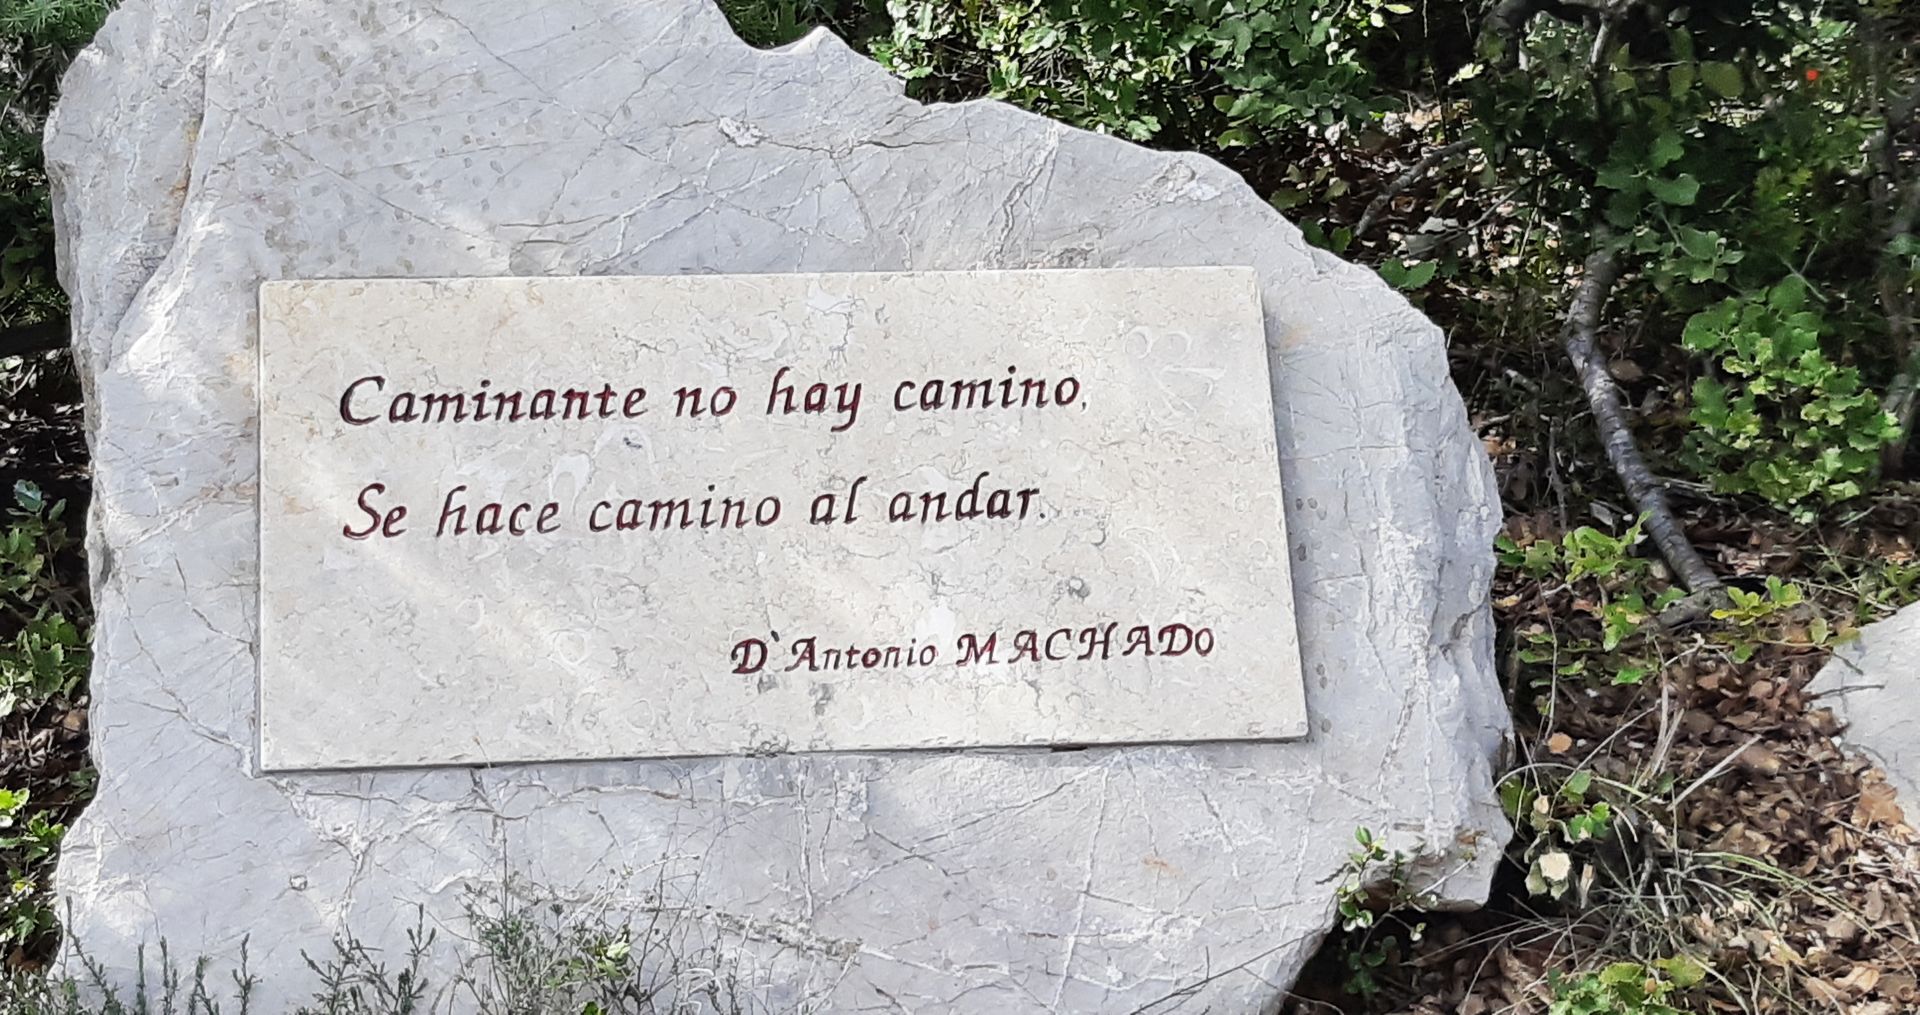 Caminante no hay camino,
Se hace camino al andar.
D`Antonio MACHADO